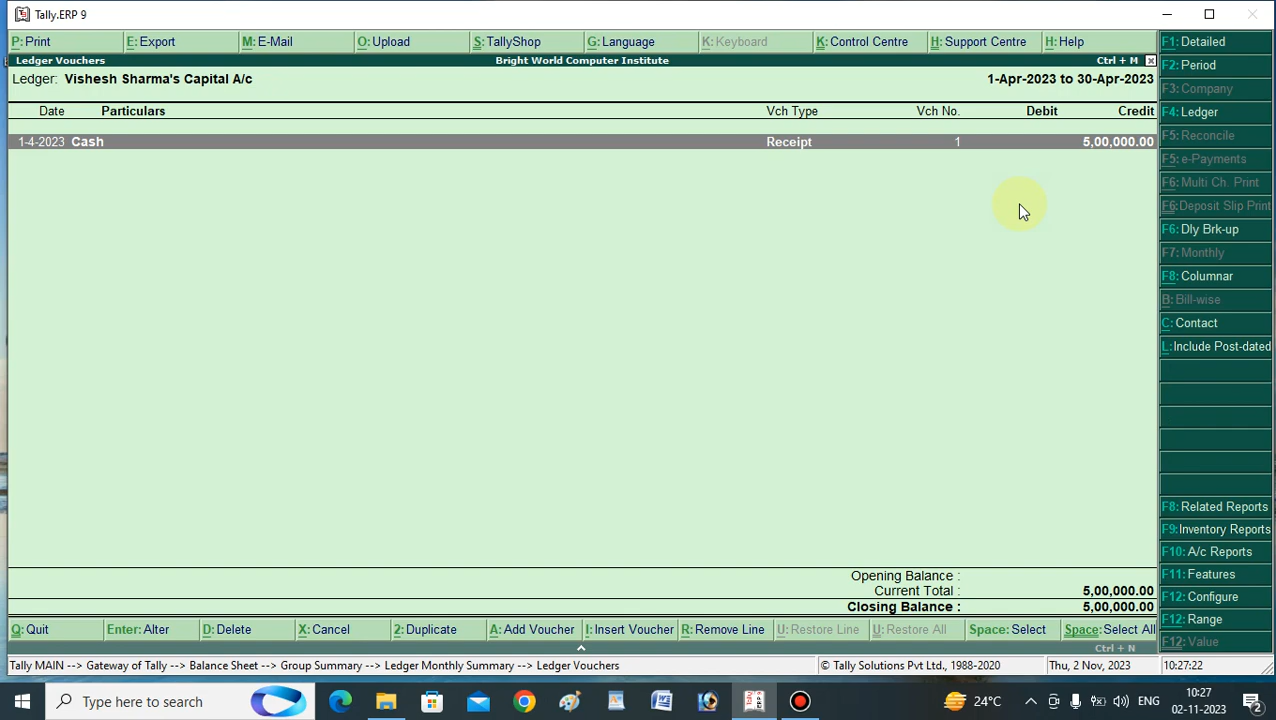 Tally.ERP 9
P: Print E: Export M: E-Mail O: Upload S: TallyShop G: Language K: Keyboard K: Control Centre H: Support Centre H: Help
Ledger Vouchers Bright World Computer Institute Ctrl + M
Ledger: Vishesh Sharma's Capital A/c 1-Apr-2023 to 30-Apr-2023
Date Particulars Vch Type Vch No. Debit Credit
1-4-2023 Cash Receipt 1 5,00,000.00
Opening Balance :
Current Total : 5,00,000.00
Closing Balance : 5,00,000.00
Q: Quit Enter: Alter D: Delete X: Cancel 2: Duplicate A: Add Voucher I: Insert Voucher R: Remove Line U: Restore Line U: Restore All Space: Select Space: Select All
Ctrl + N
Tally MAIN --> Gateway of Tally --> Balance Sheet --> Group Summary --> Ledger Monthly Summary --> Ledger Vouchers © Tally Solutions Pvt Ltd., 1988-2020 Thu, 2 Nov, 2023 10:27:22
F1: Detailed
F2: Period
F3: Company
F4: Ledger
F5: Reconcile
F5: e-Payments
F6: Multi Ch. Print
F6: Deposit Slip Print
F6: Dly Brk-up
F7: Monthly
F8: Columnar
B: Bill-wise
C: Contact
L: Include Post-dated
F8: Related Reports
F9: Inventory Reports
F10: A/c Reports
F11: Features
F12: Configure
F12: Range
F12: Value
Type here to search
24°C
ENG
10:27
02-11-2023
2